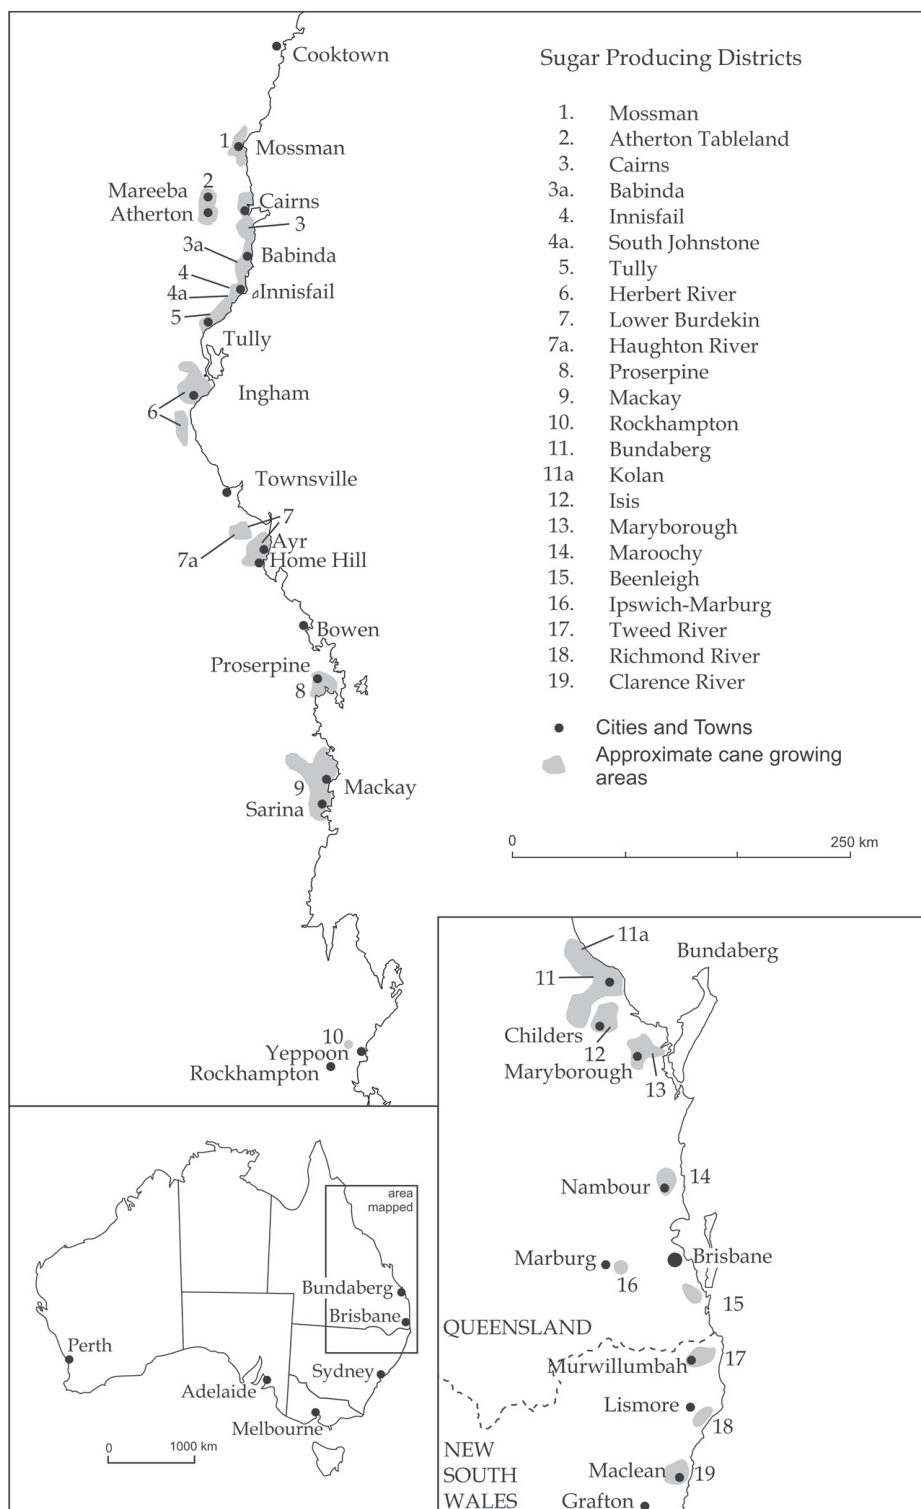 Cooktown
1
Mossman
2
Mareeba
Atherton
Cairns
3
3a
Babinda
4
4a
Innisfail
5
Tully
Ingham
6
Townsville
7
7a
Ayr
Home Hill
Bowen
Proserpine
8
9
Mackay
Sarina
10
Yeppoon
Rockhampton
Sugar Producing Districts
1. Mossman
2. Atherton Tableland
3. Cairns
3a. Babinda
4. Innisfail
4a. South Johnstone
5. Tully
6. Herbert River
7. Lower Burdekin
7a. Haughton River
8. Proserpine
9. Mackay
10. Rockhampton
11. Bundaberg
11a Kolan
12. Isis
13. Maryborough
14. Maroochy
15. Beenleigh
16. Ipswich-Marburg
17. Tweed River
18. Richmond River
19. Clarence River
Cities and Towns
Approximate cane growing
areas
0 250 km
11a
Bundaberg
11
Childers
12
Maryborough
13
14
Nambour
Marburg
Brisbane
16
15
QUEENSLAND
Murwillumbah
17
Lismore
18
NEW
SOUTH
WALES
Maclean
19
Grafton
area
mapped
Bundaberg
Brisbane
Perth
Sydney
Adelaide
Melbourne
0 1000 km